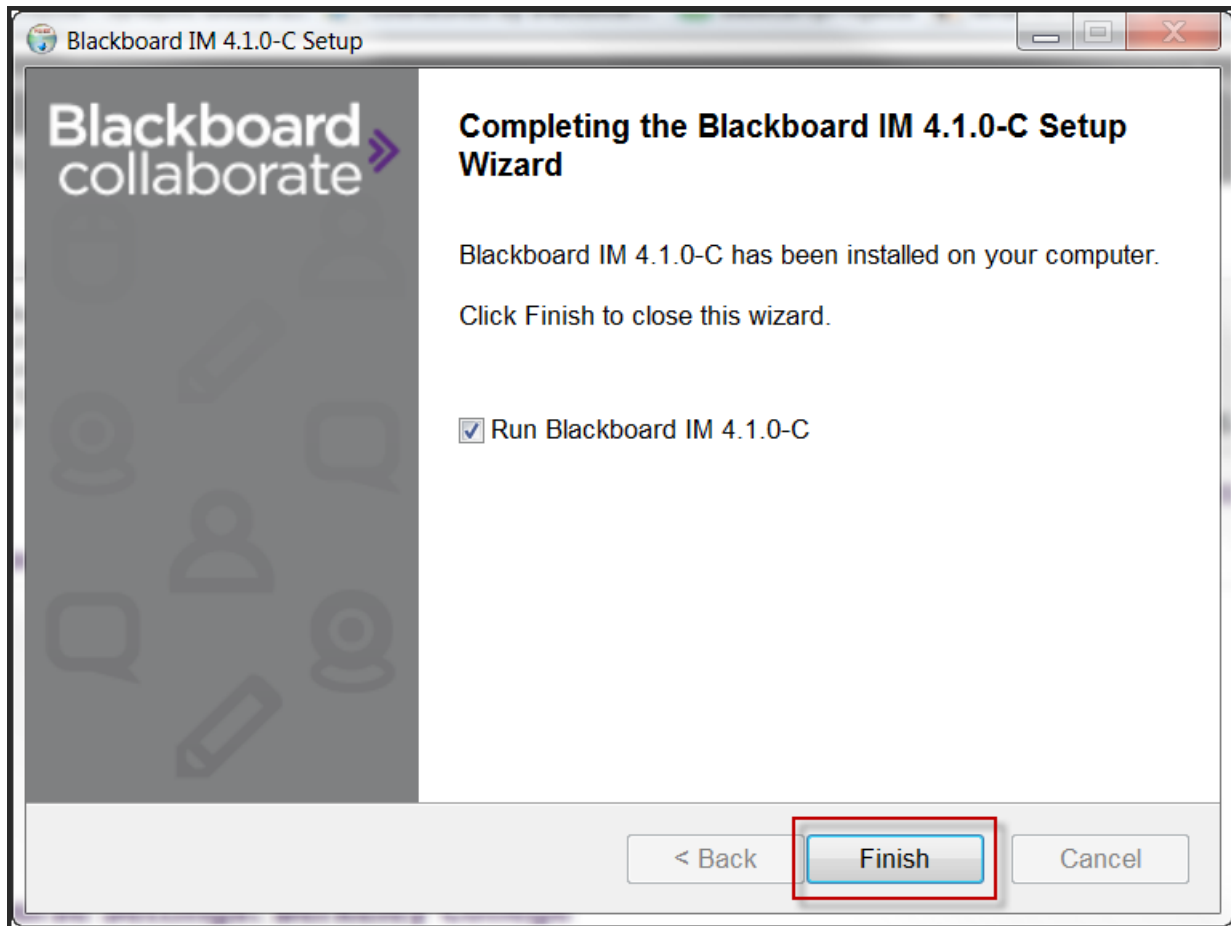 Blackboard IM 4.1.0-C Setup
Blackboard
collaborate
Completing the Blackboard IM 4.1.0-C Setup
Wizard
Blackboard IM 4.1.0-C has been installed on your computer.
Click Finish to close this wizard.
Run Blackboard IM 4.1.0-C
< Back
Finish
Cancel